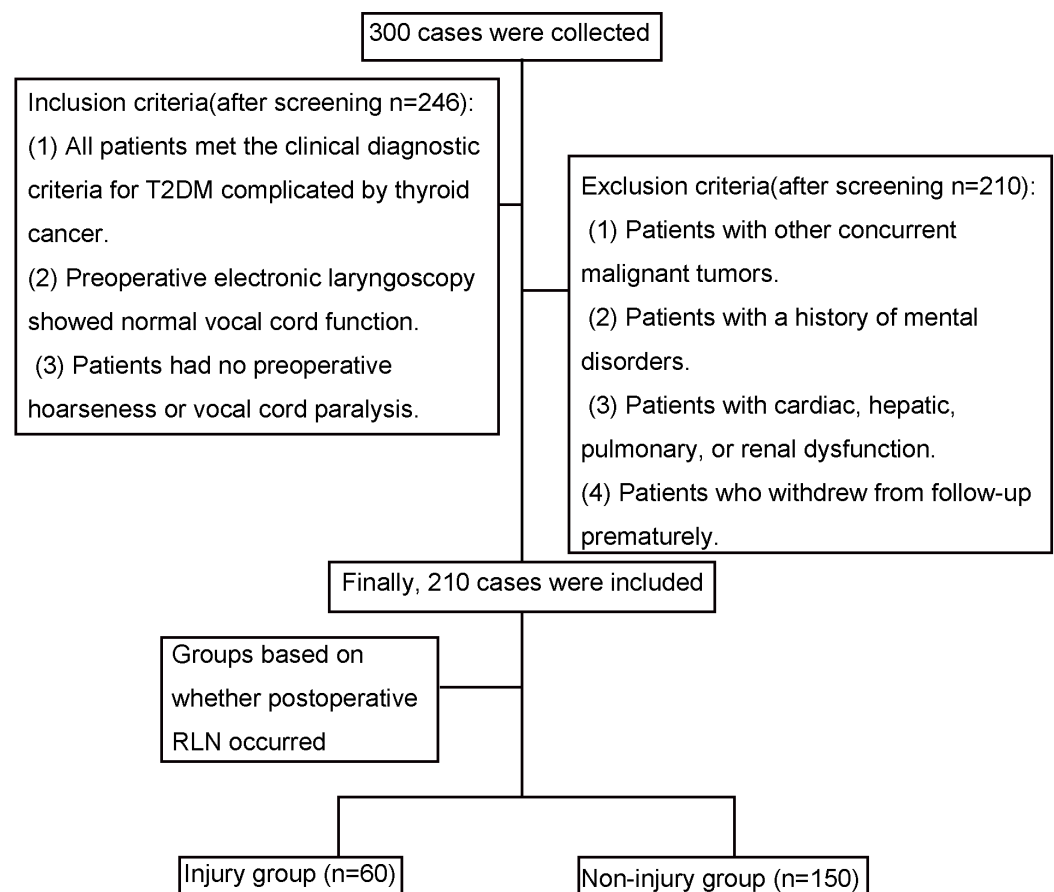 300 cases were collected
Inclusion criteria(after screening n=246):
(1) All patients met the clinical diagnostic
criteria for T2DM complicated by thyroid
cancer.
(2) Preoperative electronic laryngoscopy
showed normal vocal cord function.
(3) Patients had no preoperative
hoarseness or vocal cord paralysis.
Exclusion criteria(after screening n=210):
(1) Patients with other concurrent
malignant tumors.
(2) Patients with a history of mental
disorders.
(3) Patients with cardiac, hepatic,
pulmonary, or renal dysfunction.
(4) Patients who withdrew from follow-up
prematurely.
Finally, 210 cases were included
Groups based on
whether postoperative
RLN occurred
Injury group (n=60)
Non-injury group (n=150)